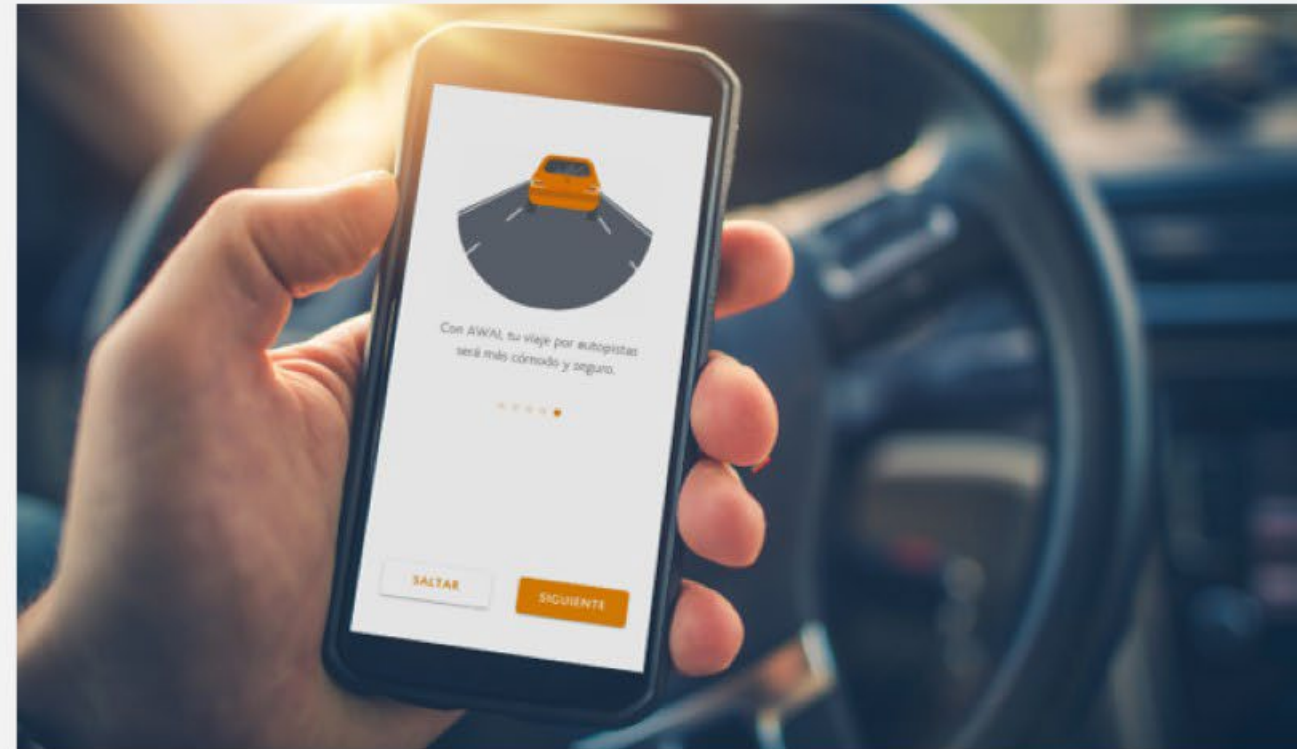 Con AWAI, tu viaje por autopistas
será más cómodo y seguro.
SALTAR
SIGUIENTE